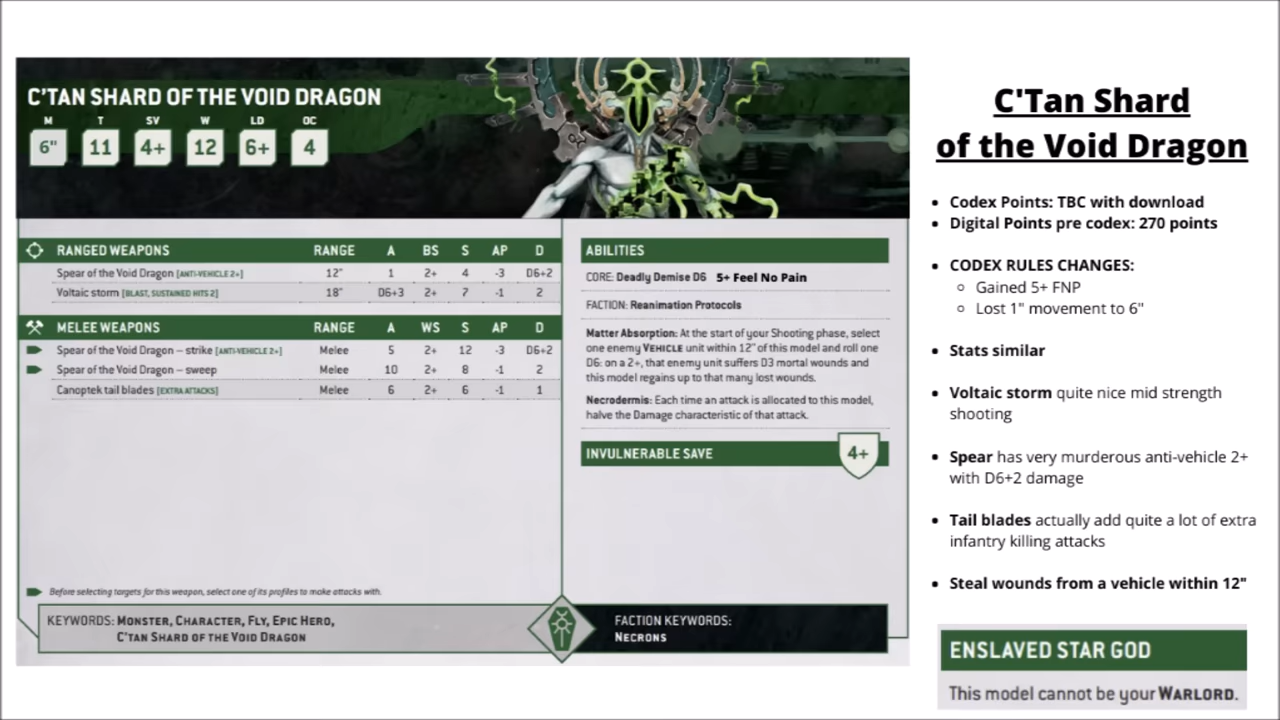 C'TAN SHARD OF THE VOID DRAGON
M T SV W LD OC
6" 11 4+ 12 6+ 4
RANGED WEAPONS RANGE A BS S AP D
Spear of the Void Dragon [ANTI-VEHICLE 2+] 12" 1 2+ 4 -3 D6+2
Voltaic storm [BLAST, SUSTAINED HITS 2] 18" D6+3 2+ 7 -1 2
MELEE WEAPONS RANGE A WS S AP D
Spear of the Void Dragon – strike [ANTI-VEHICLE 2+] Melee 5 2+ 12 -3 D6+2
Spear of the Void Dragon – sweep Melee 10 2+ 8 -1 2
Canoptek tail blades [EXTRA ATTACKS] Melee 6 2+ 6 -1 1
Before selecting targets for this weapon, select one of its profiles to make attacks with.
KEYWORDS: MONSTER, CHARACTER, FLY, EPIC HERO,
C'TAN SHARD OF THE VOID DRAGON
ABILITIES
CORE: Deadly Demise D6 5+ Feel No Pain
FACTION: Reanimation Protocols
Matter Absorption: At the start of your Shooting phase, select
one enemy VEHICLE unit within 12" of this model and roll one
D6: on a 2+, that enemy unit suffers D3 mortal wounds and
this model regains up to that many lost wounds.
Necrodermis: Each time an attack is allocated to this model,
halve the Damage characteristic of that attack.
INVULNERABLE SAVE 4+
FACTION KEYWORDS:
NECRONS
C'Tan Shard
of the Void Dragon
• Codex Points: TBC with download
• Digital Points pre codex: 270 points
• CODEX RULES CHANGES:
○ Gained 5+ FNP
○ Lost 1" movement to 6"
• Stats similar
• Voltaic storm quite nice mid strength
shooting
• Spear has very murderous anti-vehicle 2+
with D6+2 damage
• Tail blades actually add quite a lot of extra
infantry killing attacks
• Steal wounds from a vehicle within 12"
ENSLAVED STAR GOD
This model cannot be your WARLORD.